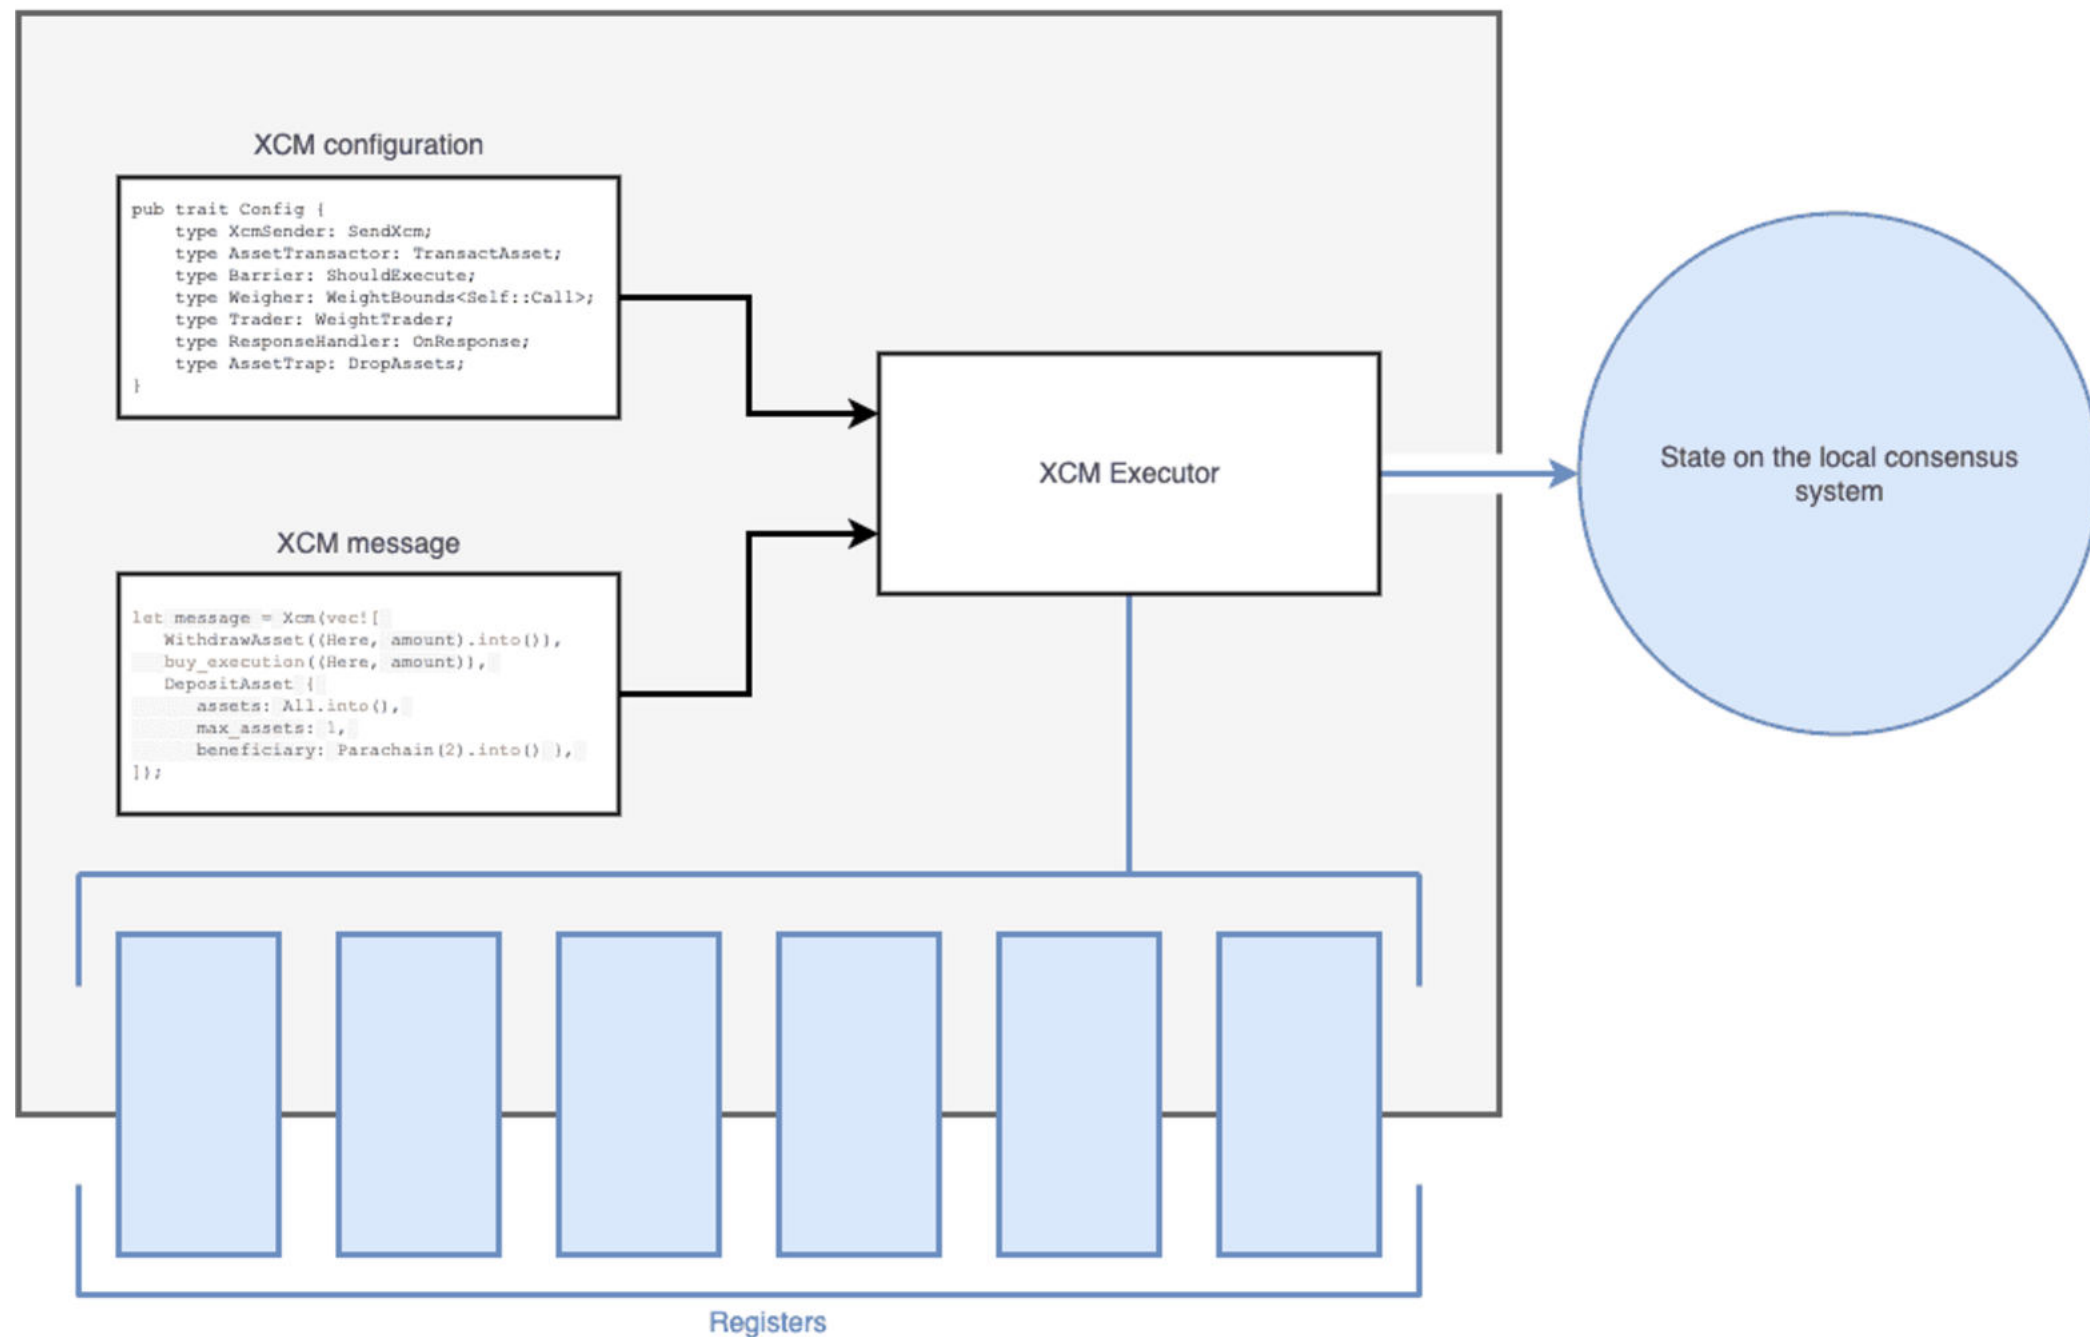 XCM configuration
pub trait Config {
type XcmSender: SendXcm;
type AssetTransactor: TransactAsset;
type Barrier: ShouldExecute;
type Weigher: WeightBounds<Self::Call>;
type Trader: WeightTrader;
type ResponseHandler: OnResponse;
type AssetTrap: DropAssets;
}
XCM message
let message = Xcm(vec![
WithdrawAsset((Here, amount).into()),
buy_execution((Here, amount)),
DepositAsset {
assets: All.into(),
max_assets: 1,
beneficiary: Parachain(2).into() },
]);
XCM Executor
State on the local consensus
system
Registers